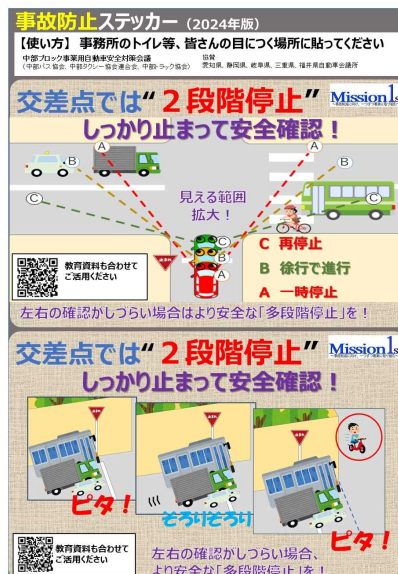 事故防止ステッカー（2024年版）
【使い方】 事務所のトイレ等、皆さんの目につく場所に貼ってください
中部ブロック事業用自動車安全対策会議
（中部バス協会、中部タクシー協会連合会、中部トラック協会）
協賛
愛知県、静岡県、岐阜県、三重県、福井県自動車会議所
交差点では“２段階停止”
Mission1s
しっかり止まって安全確認！
A
A
B
B
C
C
見える範囲
拡大！
C
B
A
C 再停止
B 徐行で進行
A 一時停止
教育資料も合わせて
ご活用ください
左右の確認がしづらい場合はより安全な「多段階停止」を！
交差点では“２段階停止”
Mission1s
しっかり止まって安全確認！
ピタ！
そろりそろり
ピタ！
教育資料も合わせて
ご活用ください
左右の確認がしづらい場合、
より安全な「多段階停止」を！